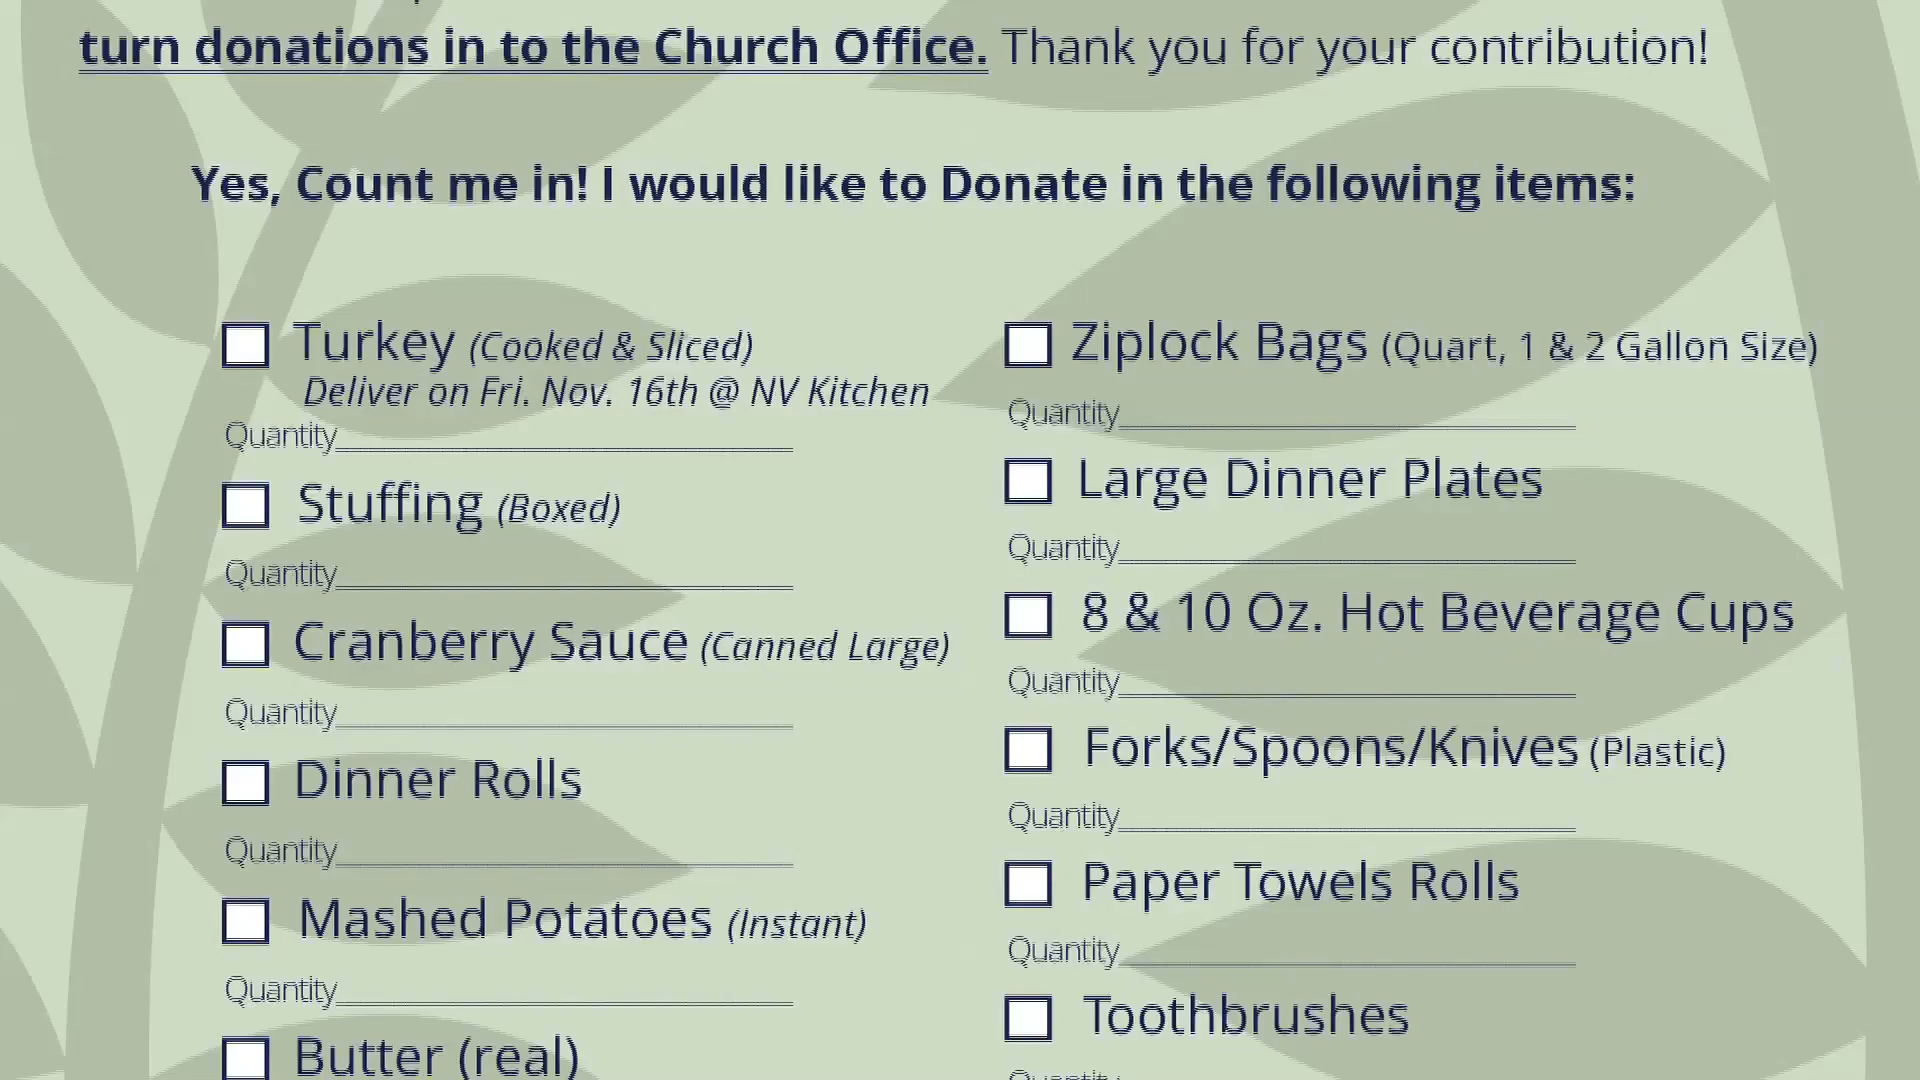 turn donations in to the Church Office. Thank you for your contribution!
Yes, Count me in! I would like to Donate in the following items:
Turkey (Cooked & Sliced)
Deliver on Fri. Nov. 16th @ NV Kitchen
Quantity
Stuffing (Boxed)
Quantity
Cranberry Sauce (Canned Large)
Quantity
Dinner Rolls
Quantity
Mashed Potatoes (Instant)
Quantity
Butter (real)
Ziplock Bags (Quart, 1 & 2 Gallon Size)
Quantity
Large Dinner Plates
Quantity
8 & 10 Oz. Hot Beverage Cups
Quantity
Forks/Spoons/Knives (Plastic)
Quantity
Paper Towels Rolls
Quantity
Toothbrushes
Quantity